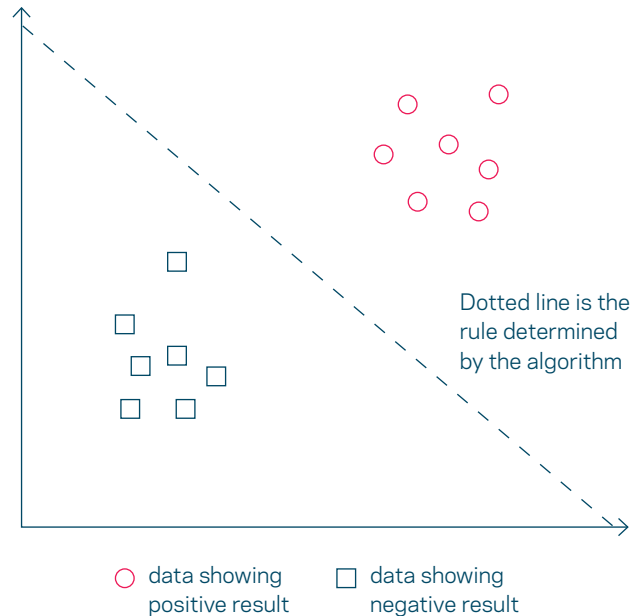 Dotted line is the
rule determined
by the algorithm
data showing
positive result
data showing
negative result